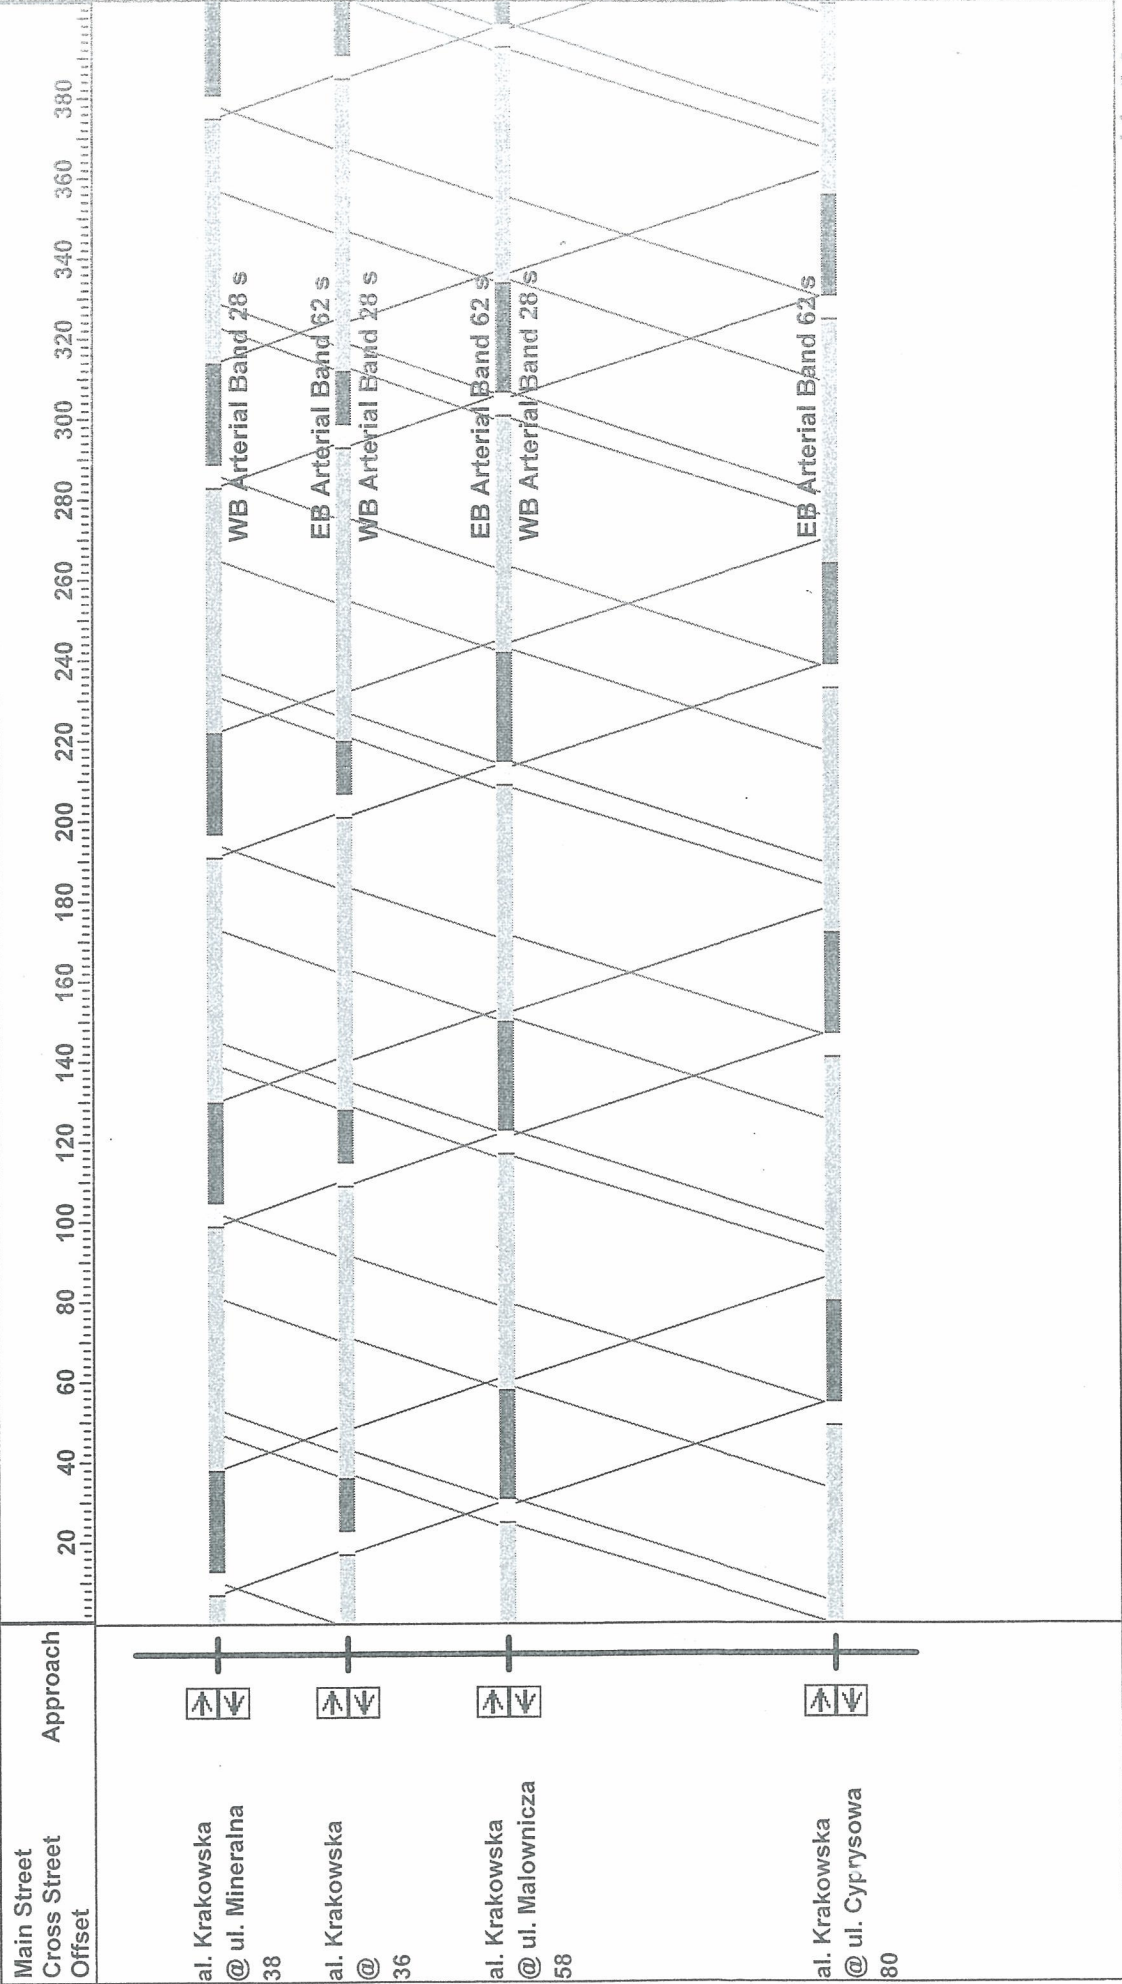 Main Street
Cross Street
Offset
Approach
20 40 60 80 100 120 140 160 180 200 220 240 260 280 300 320 340 360 380
al. Krakowska
@ ul. Mineralna
38
WB Arterial Band 28 s
EB Arterial Band 62 s
al. Krakowska
@
36
WB Arterial Band 28 s
EB Arterial Band 62 s
al. Krakowska
@ ul. Malownicza
58
WB Arterial Band 28 s
EB Arterial Band 62 s
al. Krakowska
@ ul. Cyprysowa
80